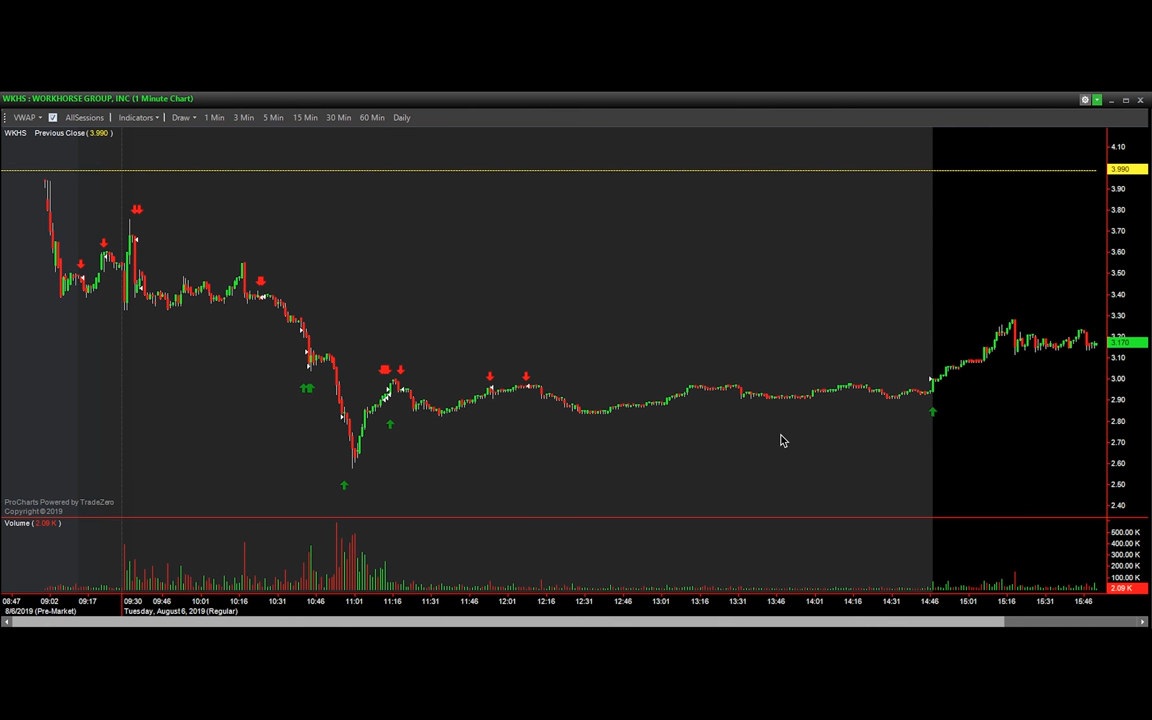 WKHS : WORKHORSE GROUP, INC (1 Minute Chart)
VWAP AllSessions Indicators Draw 1 Min 3 Min 5 Min 15 Min 30 Min 60 Min Daily
WKHS Previous Close ( 3.990 )
4.10
3.990
3.90
3.80
3.70
3.60
3.50
3.40
3.30
3.20
3.170
3.10
3.00
2.90
2.80
2.70
2.60
2.50
2.40
ProCharts Powered by TradeZero
Copyright © 2019
Volume ( 2.09 K )
500.00 K
400.00 K
300.00 K
200.00 K
100.00 K
2.09 K
08:47 09:02 09:17 09:30 09:46 10:01 10:16 10:31 10:46 11:01 11:16 11:31 11:46 12:01 12:16 12:31 12:46 13:01 13:16 13:31 13:46 14:01 14:16 14:31 14:46 15:01 15:16 15:31 15:46
8/6/2019 (Pre-Market) Tuesday, August 6, 2019 (Regular)